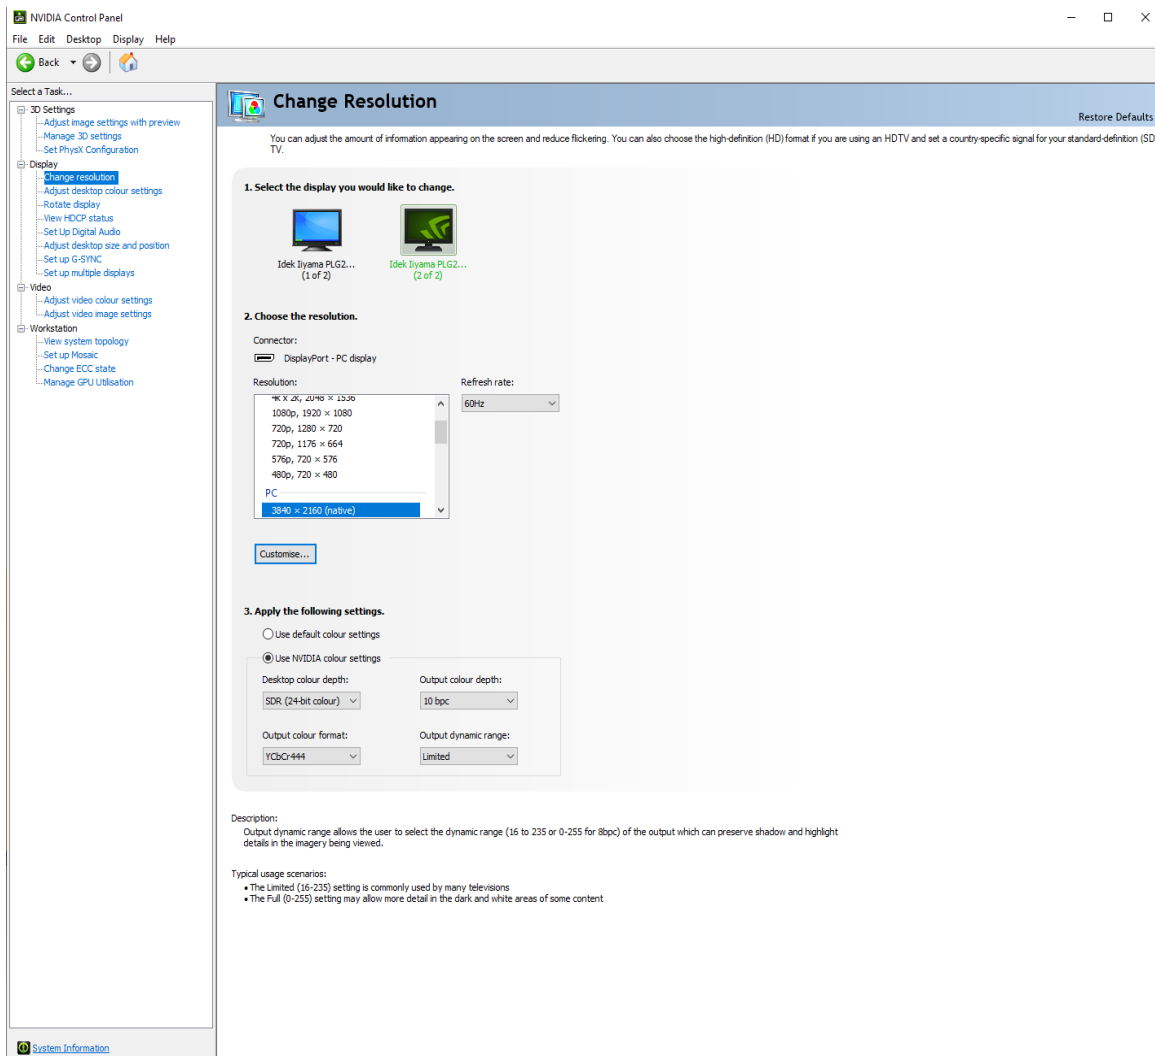 NVIDIA Control Panel
File Edit Desktop Display Help
Back
Select a Task...
3D Settings
Adjust image settings with preview
Manage 3D settings
Set PhysX Configuration
Display
Change resolution
Adjust desktop colour settings
Rotate display
View HDCP status
Set Up Digital Audio
Adjust desktop size and position
Set up G-SYNC
Set up multiple displays
Video
Adjust video colour settings
Adjust video image settings
Workstation
View system topology
Set up Mosaic
Change ECC state
Manage GPU Utilisation
System Information
Change Resolution
Restore Defaults
You can adjust the amount of information appearing on the screen and reduce flickering. You can also choose the high-definition (HD) format if you are using an HDTV and set a country-specific signal for your standard-definition (SD
TV.
1. Select the display you would like to change.
Idek Iiyama PLG2...
(1 of 2)
Idek Iiyama PLG2...
(2 of 2)
2. Choose the resolution.
Connector:
DisplayPort - PC display
Resolution:
4k x 2k, 2048 × 1536
1080p, 1920 × 1080
720p, 1280 × 720
720p, 1176 × 664
576p, 720 × 576
480p, 720 × 480
PC
3840 × 2160 (native)
Refresh rate:
60Hz
Customise...
3. Apply the following settings.
Use default colour settings
Use NVIDIA colour settings
Desktop colour depth:
SDR (24-bit colour)
Output colour depth:
10 bpc
Output colour format:
YCbCr444
Output dynamic range:
Limited
Description:
Output dynamic range allows the user to select the dynamic range (16 to 235 or 0-255 for 8bpc) of the output which can preserve shadow and highlight
details in the imagery being viewed.
Typical usage scenarios:
• The Limited (16-235) setting is commonly used by many televisions
• The Full (0-255) setting may allow more detail in the dark and white areas of some content